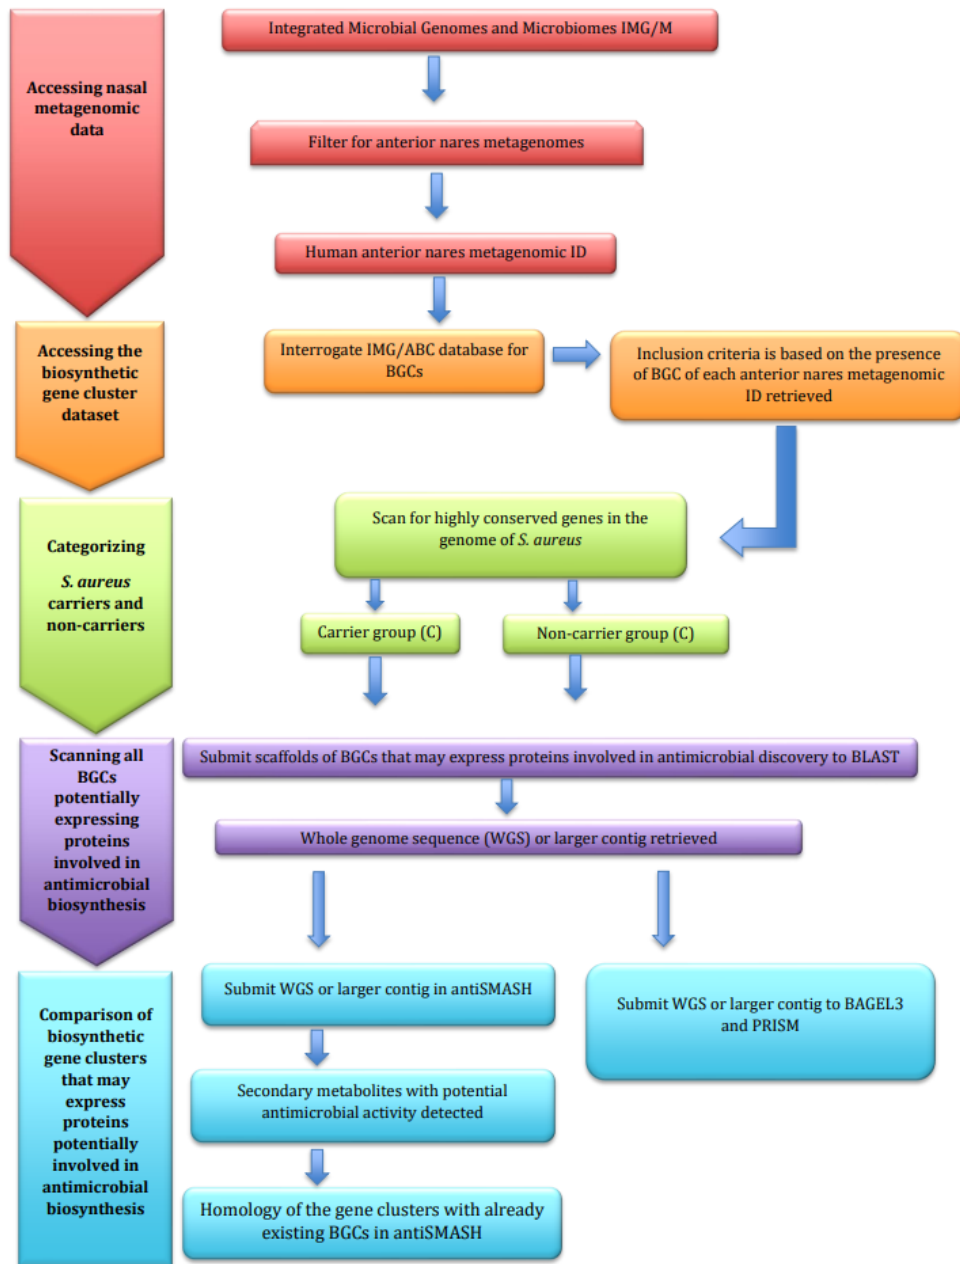 Integrated Microbial Genomes and Microbiomes IMG/M
Accessing nasal
metagenomic
data
Filter for anterior nares metagenomes
Human anterior nares metagenomic ID
Accessing the
biosynthetic
gene cluster
dataset
Interrogate IMG/ABC database for
BGCs
Inclusion criteria is based on the presence
of BGC of each anterior nares metagenomic
ID retrieved
Categorizing
S. aureus
carriers and
non-carriers
Scan for highly conserved genes in the
genome of S. aureus
Carrier group (C)
Non-carrier group (C)
Scanning all
BGCs
potentially
expressing
proteins
involved in
antimicrobial
biosynthesis
Submit scaffolds of BGCs that may express proteins involved in antimicrobial discovery to BLAST
Whole genome sequence (WGS) or larger contig retrieved
Comparison of
biosynthetic
gene clusters
that may
express
proteins
potentially
involved in
antimicrobial
biosynthesis
Submit WGS or larger contig in antiSMASH
Submit WGS or larger contig to BAGEL3
and PRISM
Secondary metabolites with potential
antimicrobial activity detected
Homology of the gene clusters with already
existing BGCs in antiSMASH